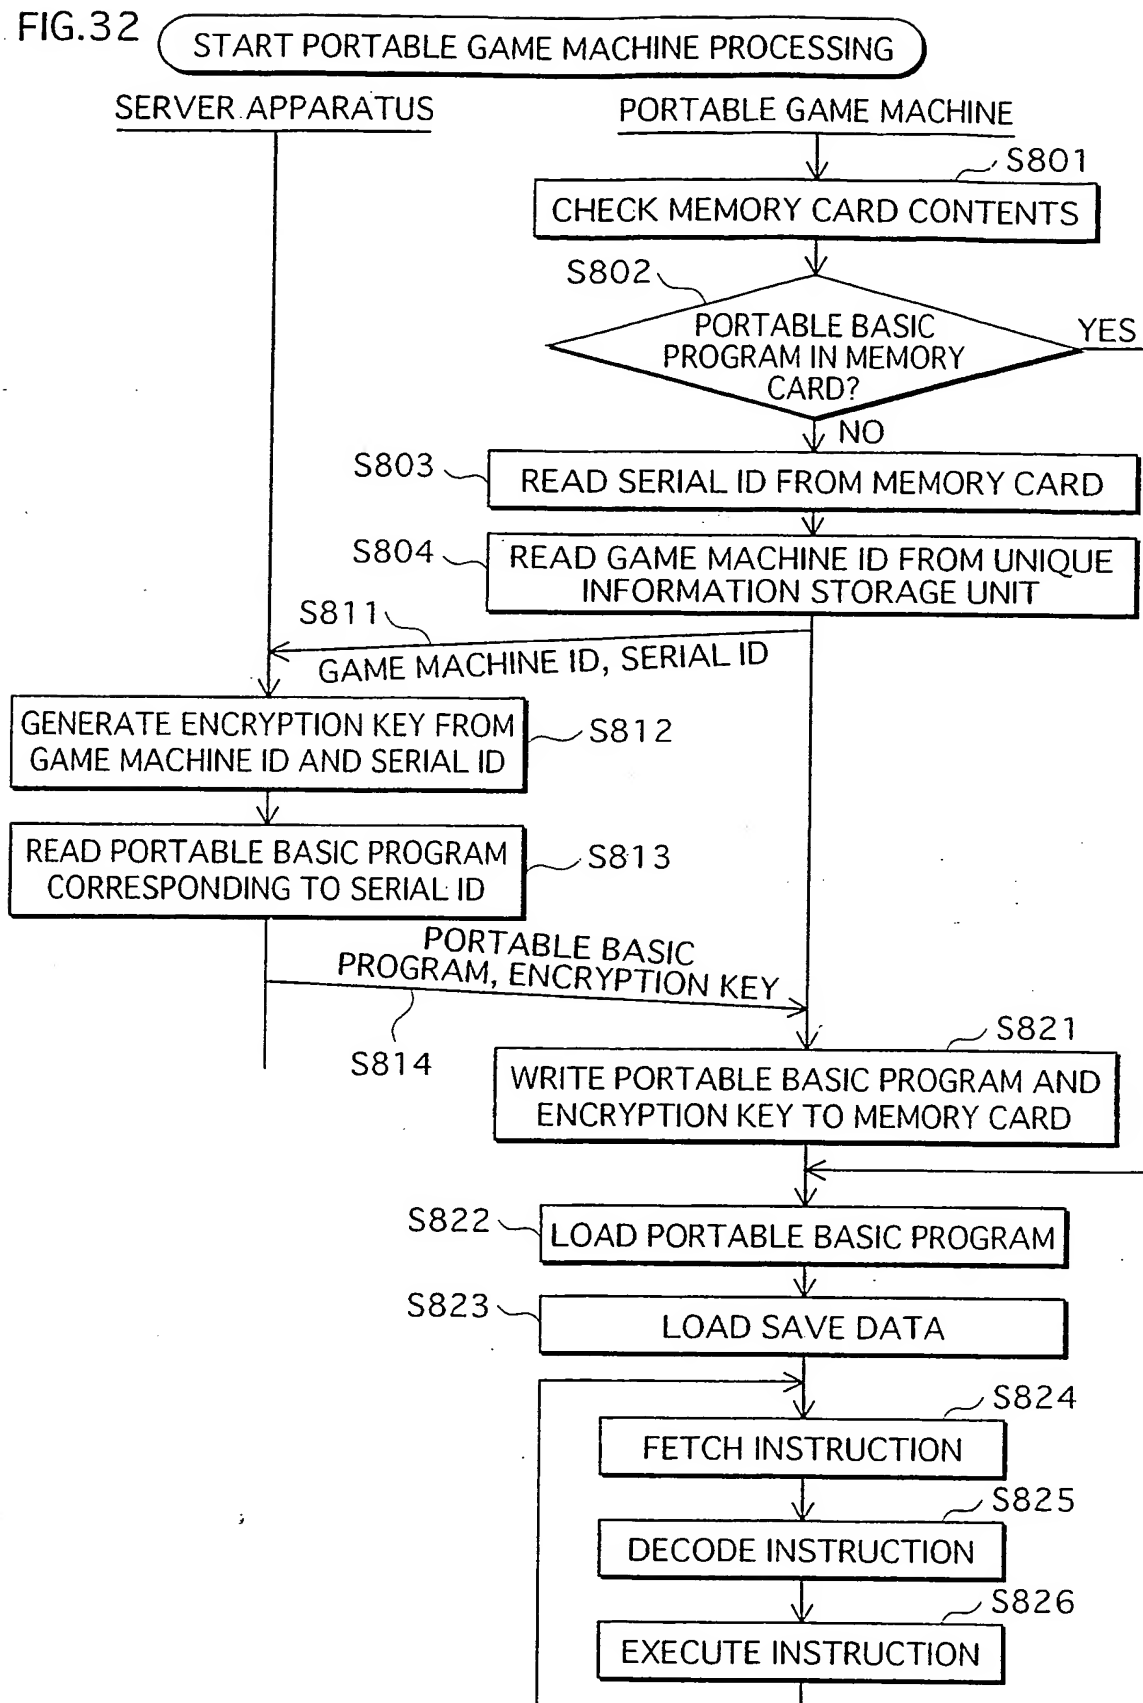 FIG.32
START PORTABLE GAME MACHINE PROCESSING
SERVER APPARATUS
PORTABLE GAME MACHINE
S801
CHECK MEMORY CARD CONTENTS
S802
PORTABLE BASIC
PROGRAM IN MEMORY
CARD?
YES
NO
S803
READ SERIAL ID FROM MEMORY CARD
S804
READ GAME MACHINE ID FROM UNIQUE
INFORMATION STORAGE UNIT
S811
GAME MACHINE ID, SERIAL ID
GENERATE ENCRYPTION KEY FROM
GAME MACHINE ID AND SERIAL ID
S812
READ PORTABLE BASIC PROGRAM
CORRESPONDING TO SERIAL ID
S813
PORTABLE BASIC
PROGRAM, ENCRYPTION KEY
S814
S821
WRITE PORTABLE BASIC PROGRAM AND
ENCRYPTION KEY TO MEMORY CARD
S822
LOAD PORTABLE BASIC PROGRAM
S823
LOAD SAVE DATA
S824
FETCH INSTRUCTION
S825
DECODE INSTRUCTION
S826
EXECUTE INSTRUCTION